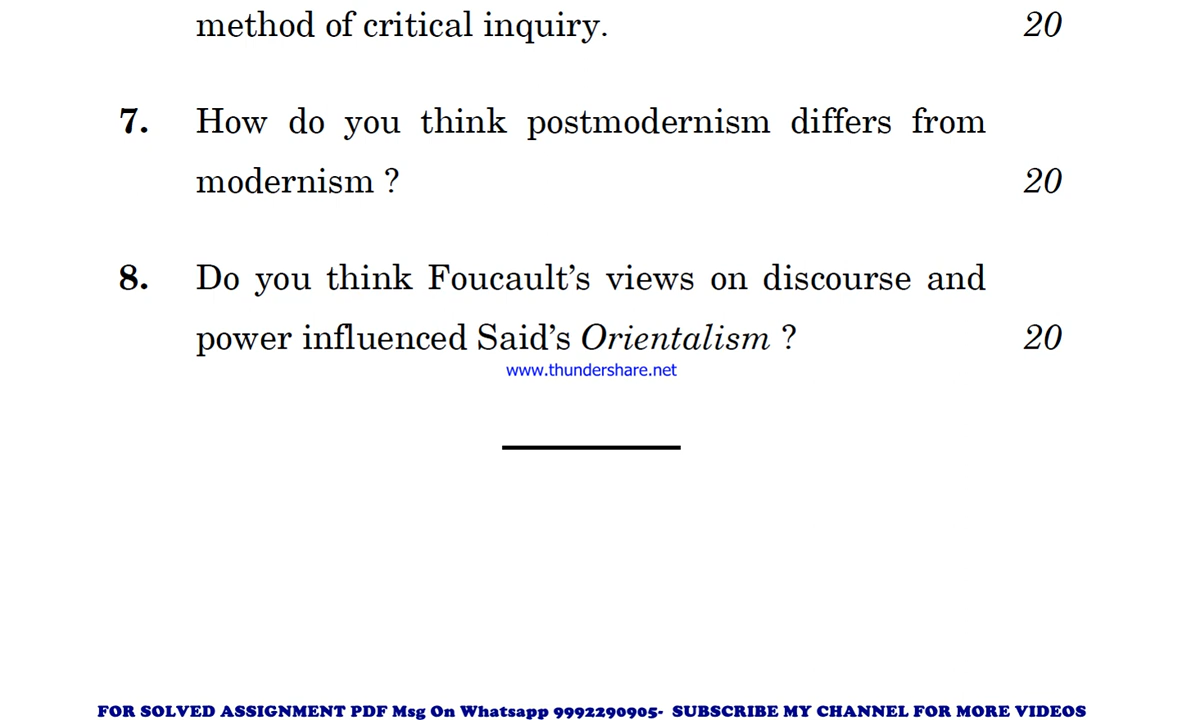 method of critical inquiry. 20
7. How do you think postmodernism differs from
modernism ? 20
8. Do you think Foucault’s views on discourse and
power influenced Said’s Orientalism ? 20
www.thundershare.net
FOR SOLVED ASSIGNMENT PDF Msg On Whatsapp 9992290905- SUBSCRIBE MY CHANNEL FOR MORE VIDEOS